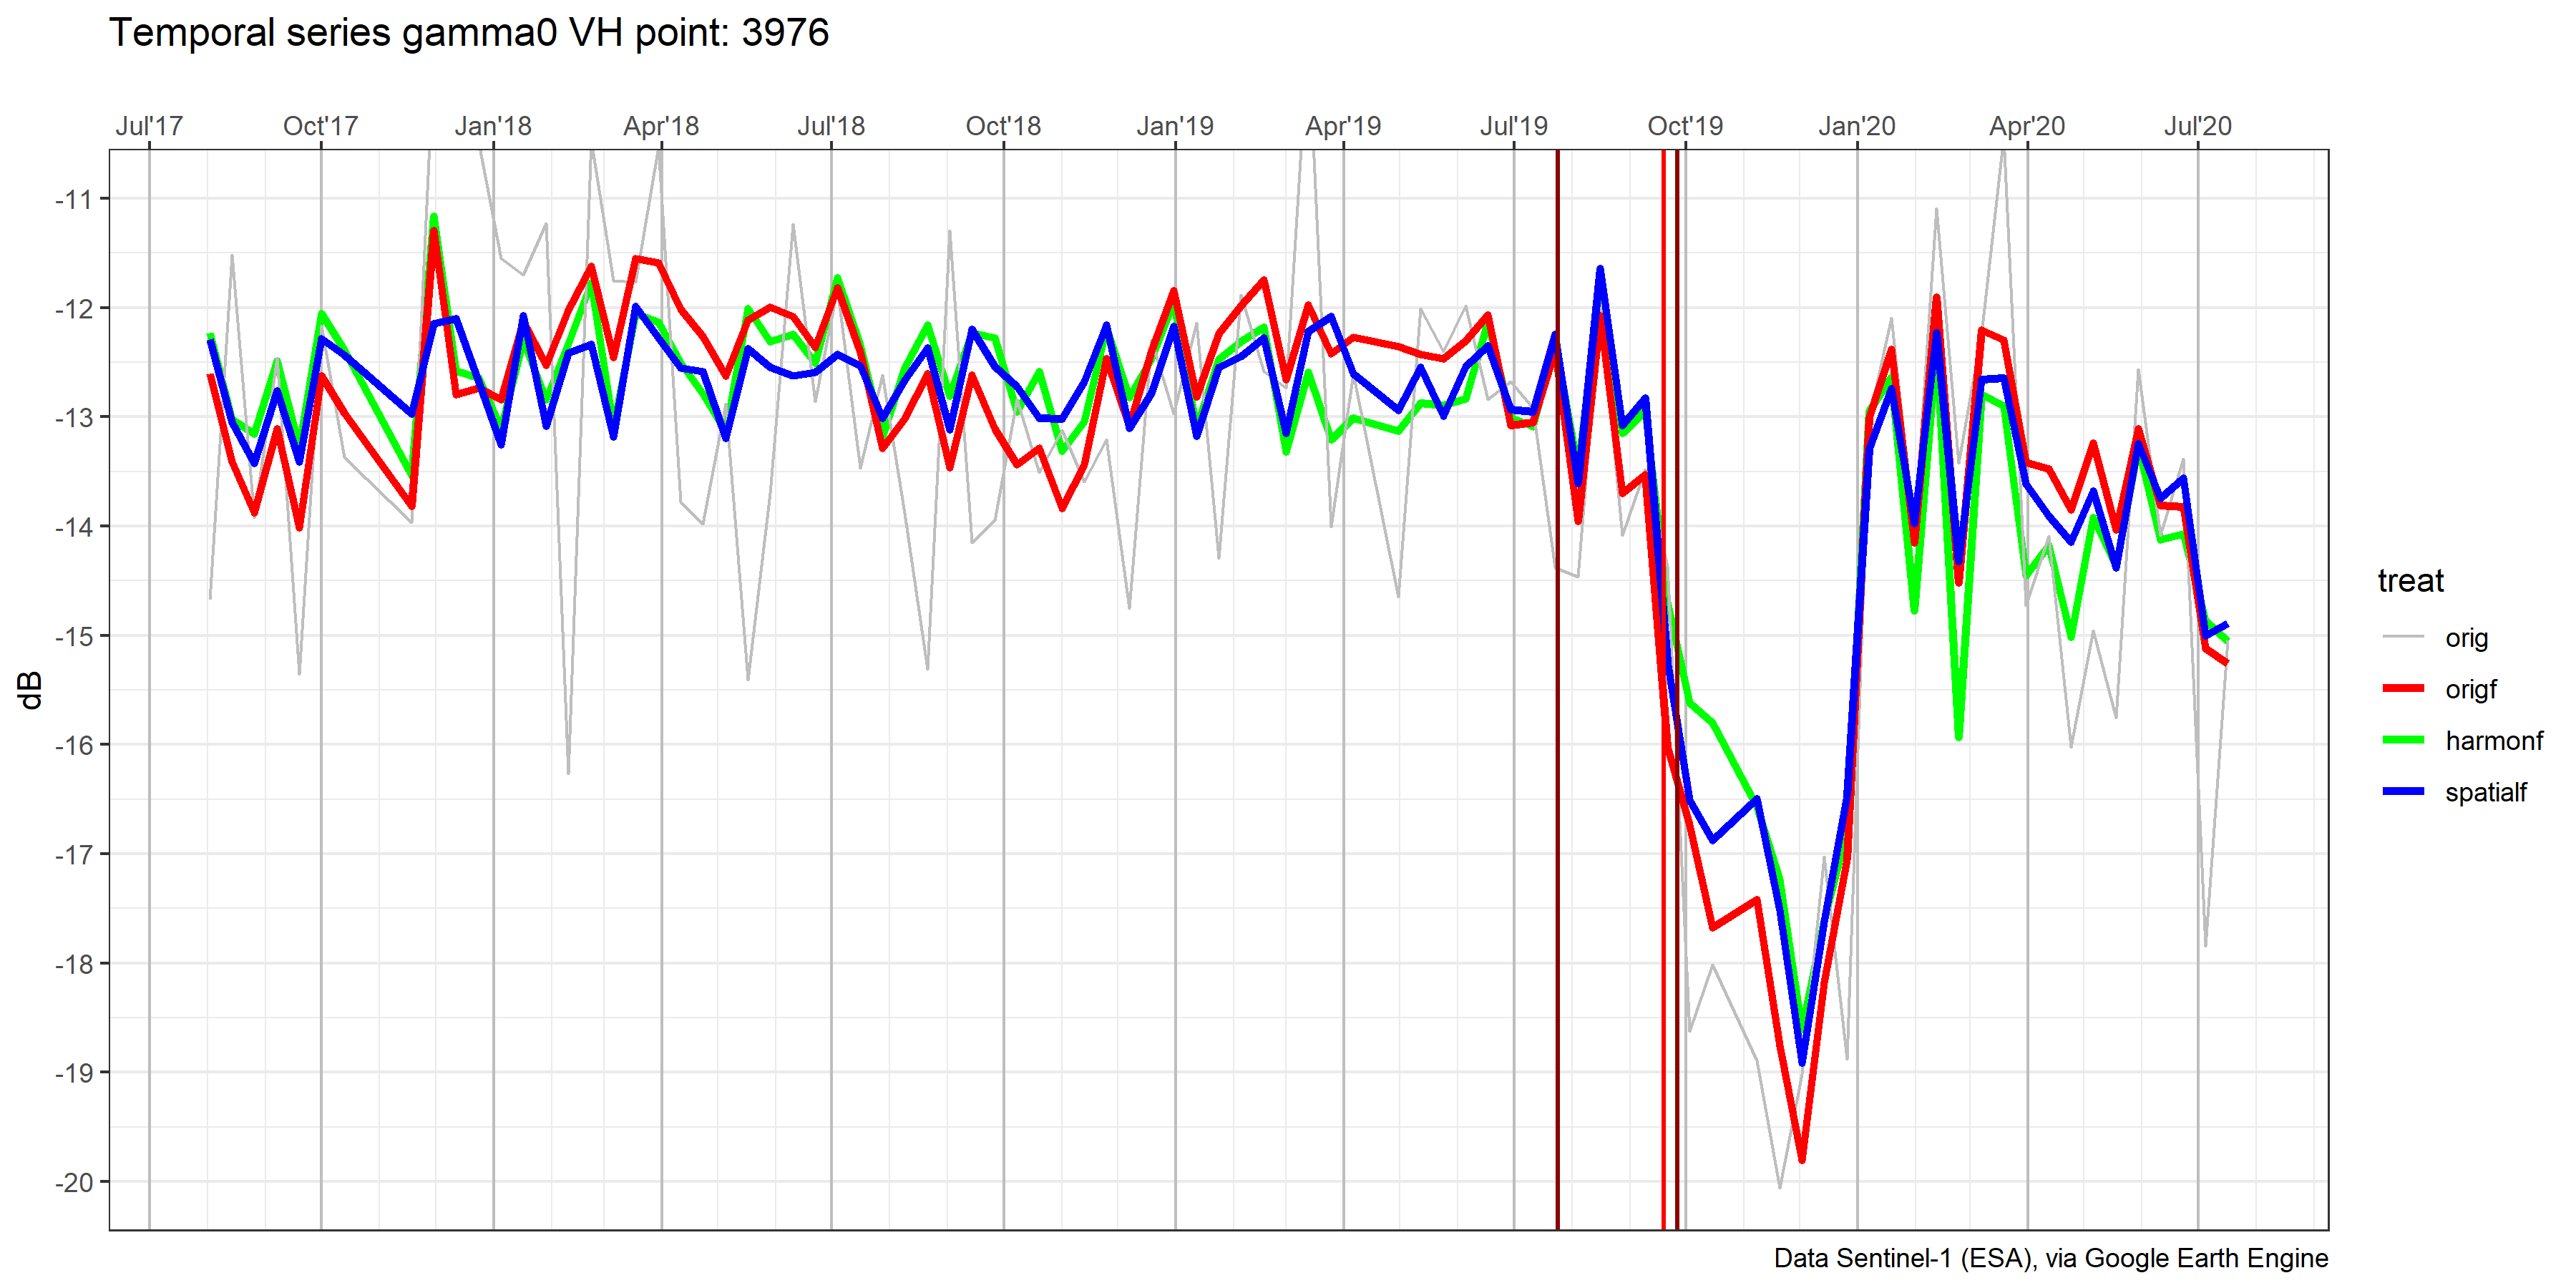 Temporal series gamma0 VH point: 3976
Jul'17 Oct'17 Jan'18 Apr'18 Jul'18 Oct'18 Jan'19 Apr'19 Jul'19 Oct'19 Jan'20 Apr'20 Jul'20
-11
-12
-13
-14
-15
-16
-17
-18
-19
-20
dB
treat
orig
origf
harmonf
spatialf
Data Sentinel-1 (ESA), via Google Earth Engine